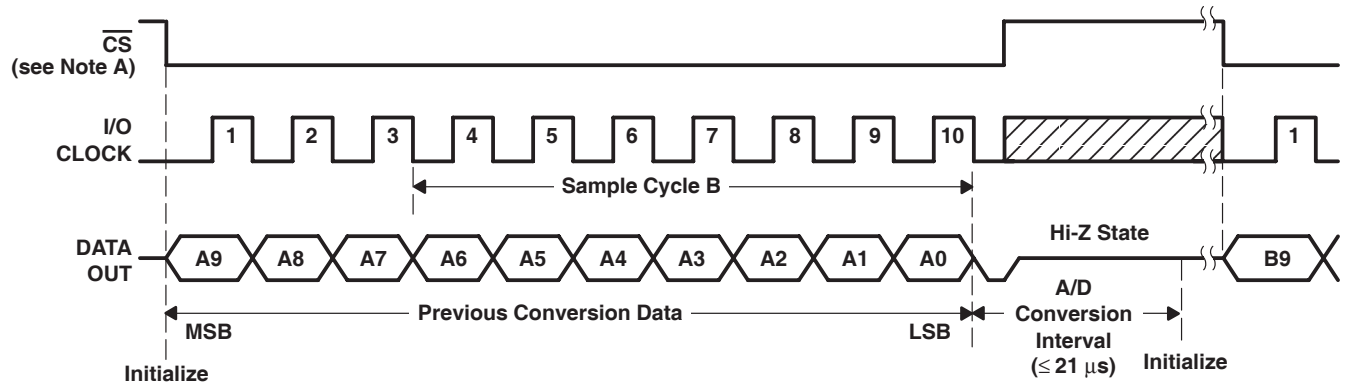 CS
(see Note A)
I/O
CLOCK
1 2 3 4 5 6 7 8 9 10 1
Sample Cycle B
DATA
OUT
A9 A8 A7 A6 A5 A4 A3 A2 A1 A0 B9
Hi-Z State
Previous Conversion Data
MSB
LSB
A/D
Conversion
Interval
(≤ 21 μs)
Initialize
Initialize